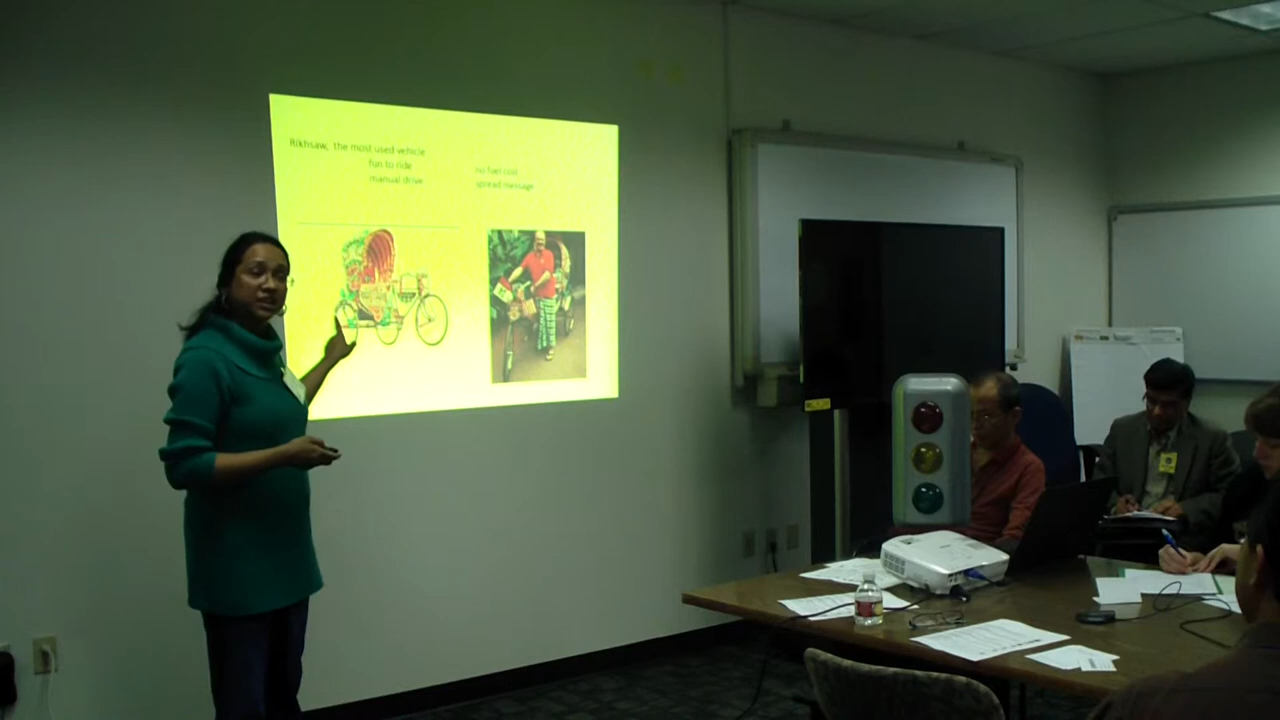 Rikhsaw, the most used vehicle
fun to ride
manual drive
no fuel cost
spread message